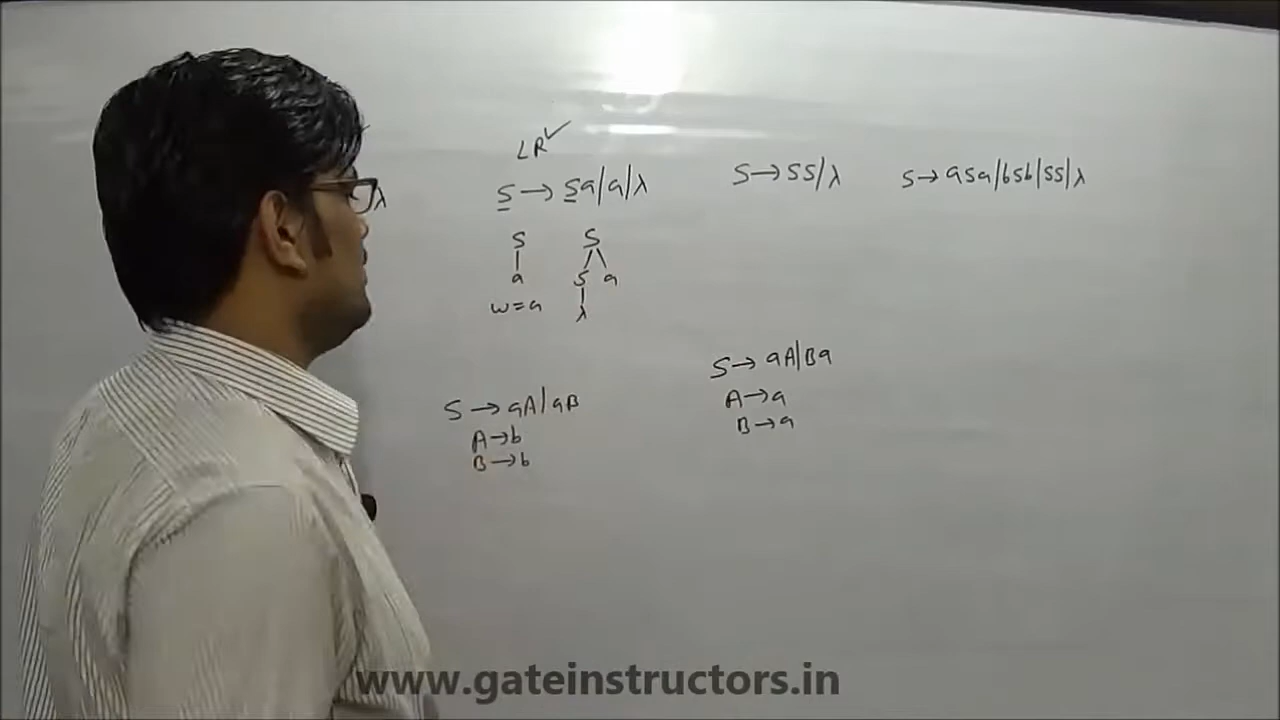 LR✓
S→Sa|a|λ
S→SS|λ
S→aSa|bSb|SS|λ
λ
S S
a S a
w=a λ
S→aA|Ba
A→a
B→a
S→aA|aB
A→b
B→b
www.gateinstructors.in